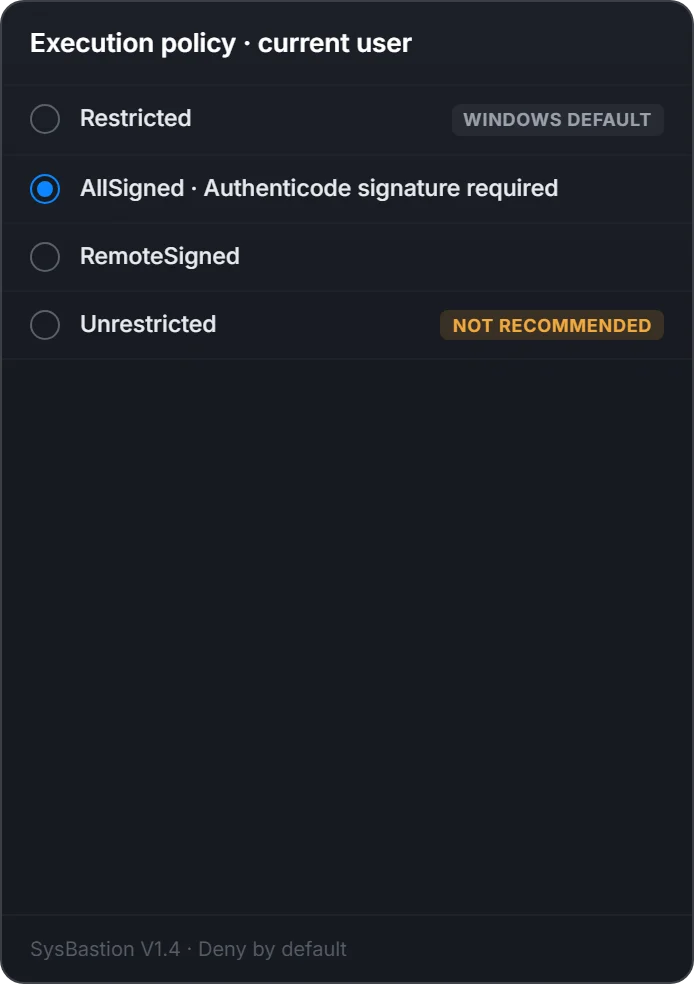 Execution policy · current user
Restricted WINDOWS DEFAULT
AllSigned · Authenticode signature required
RemoteSigned
Unrestricted NOT RECOMMENDED
SysBastion V1.4 · Deny by default